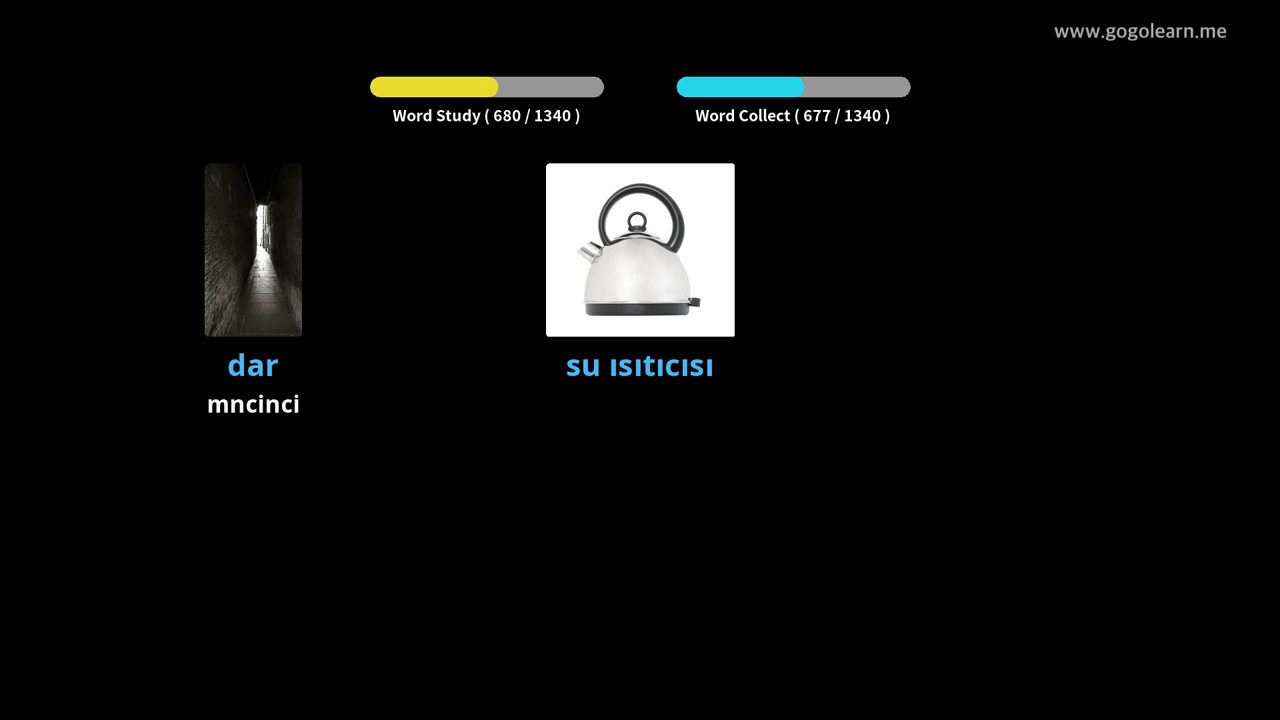 www.gogolearn.me
Word Study ( 680 / 1340 )
Word Collect ( 677 / 1340 )
dar
mncinci
su ısıtıcısı